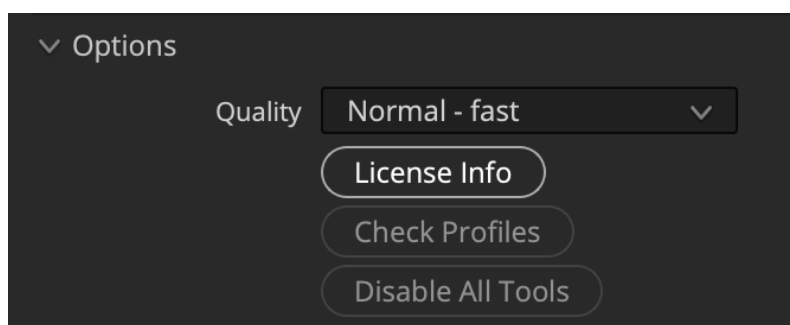 Options
Quality Normal - fast
License Info
Check Profiles
Disable All Tools